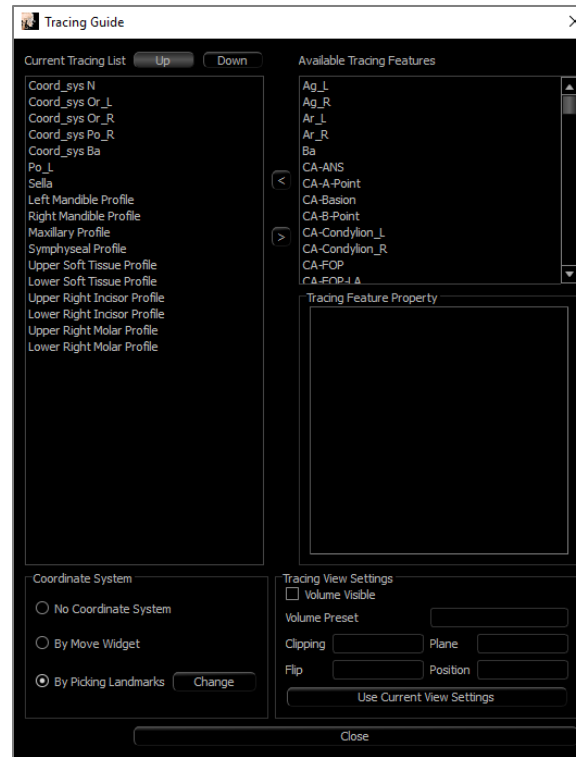 Tracing Guide
Current Tracing List Up Down
Coord_sys N
Coord_sys Or_L
Coord_sys Or_R
Coord_sys Po_R
Coord_sys Ba
Po_L
Sella
Left Mandible Profile
Right Mandible Profile
Maxillary Profile
Symphyseal Profile
Upper Soft Tissue Profile
Lower Soft Tissue Profile
Upper Right Incisor Profile
Lower Right Incisor Profile
Upper Right Molar Profile
Lower Right Molar Profile
<
>
Available Tracing Features
Ag_L
Ag_R
Ar_L
Ar_R
Ba
CA-ANS
CA-A-Point
CA-Basion
CA-B-Point
CA-Condylion_L
CA-Condylion_R
CA-FOP
CA-FOP-LA
Tracing Feature Property
Coordinate System
No Coordinate System
By Move Widget
By Picking Landmarks Change
Tracing View Settings
Volume Visible
Volume Preset
Clipping Plane
Flip Position
Use Current View Settings
Close